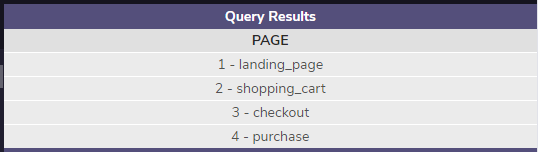 Query Results
PAGE
1 - landing_page
2 - shopping_cart
3 - checkout
4 - purchase